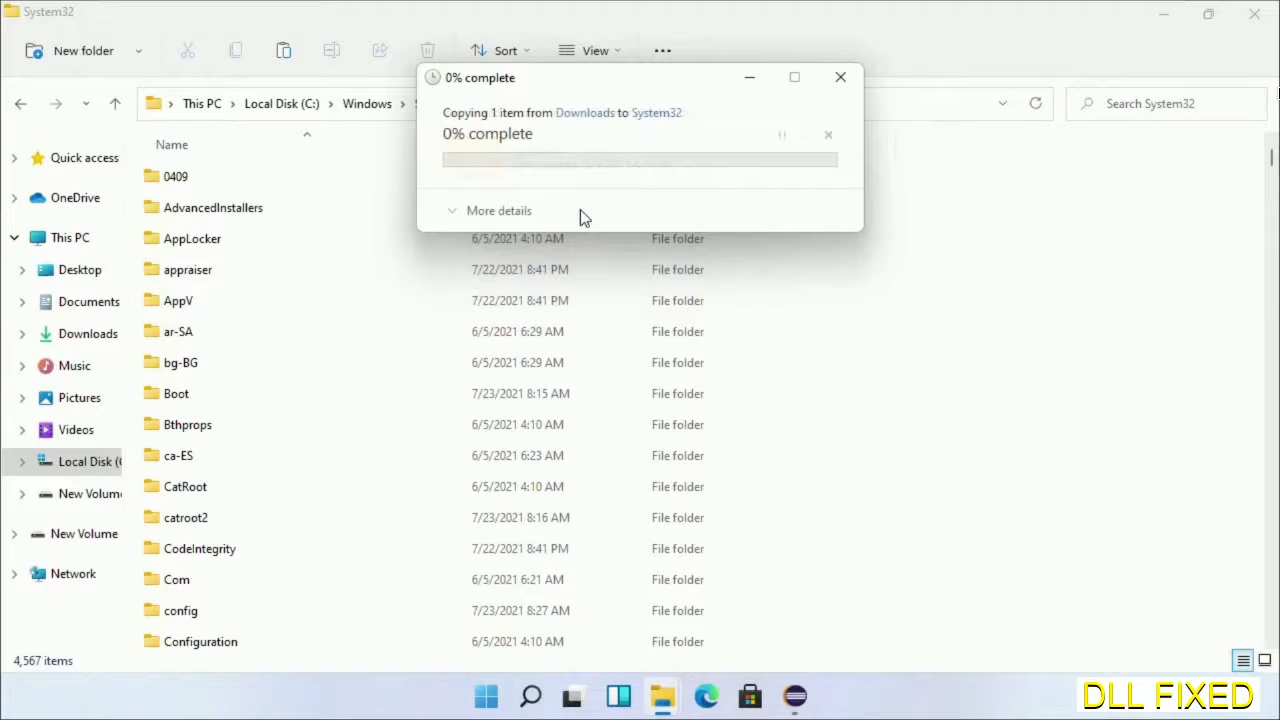 System32
New folder
Sort
View
0% complete
This PC
Local Disk (C:)
Windows
Search System32
Copying 1 item from Downloads to System32
0% complete
More details
Name
Quick access
OneDrive
This PC
Desktop
Documents
Downloads
Music
Pictures
Videos
Local Disk (
New Volum
New Volume
Network
0409
AdvancedInstallers
AppLocker 6/5/2021 4:10 AM File folder
appraiser 7/22/2021 8:41 PM File folder
AppV 7/22/2021 8:41 PM File folder
ar-SA 6/5/2021 6:29 AM File folder
bg-BG 6/5/2021 6:29 AM File folder
Boot 7/23/2021 8:15 AM File folder
Bthprops 6/5/2021 4:10 AM File folder
ca-ES 6/5/2021 6:23 AM File folder
CatRoot 6/5/2021 4:10 AM File folder
catroot2 7/23/2021 8:16 AM File folder
CodeIntegrity 7/22/2021 8:41 PM File folder
Com 6/5/2021 6:21 AM File folder
config 7/23/2021 8:27 AM File folder
Configuration 6/5/2021 4:10 AM File folder
4,567 items
DLL FIXED